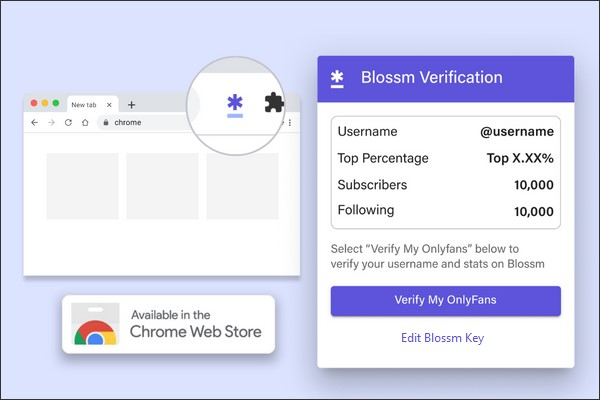 New tab
chrome
Available in the
Chrome Web Store
Blossm Verification
Username @username
Top Percentage Top X.XX%
Subscribers 10,000
Following 10,000
Select “Verify My Onlyfans” below to
verify your username and stats on Blossm
Verify My OnlyFans
Edit Blossm Key